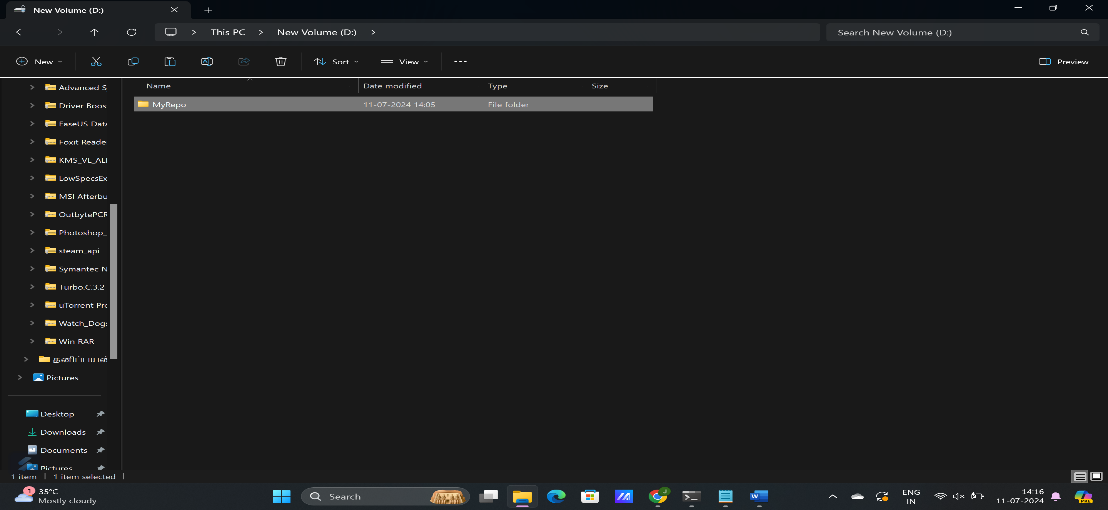 New Volume (D:)
This PC > New Volume (D:) >
Search New Volume (D:)
New
Sort
View
Preview
Name Date modified Type Size
MyRepo 11-07-2024 14:05 File folder
Advanced S
Driver Boos
EaseUS Data
Foxit Reade
KMS_VL_ALL
LowSpecsEx
MSI Afterbu
OutbytePCR
Photoshop_
steam_api
Symantec N
Turbo.C.3.2
uTorrent Pro
Watch_Dogs
Win RAR
Pictures
Desktop
Downloads
Documents
Pictures
1 item 1 item selected
35°C
Mostly cloudy
Search
ENG
IN
14:16
11-07-2024